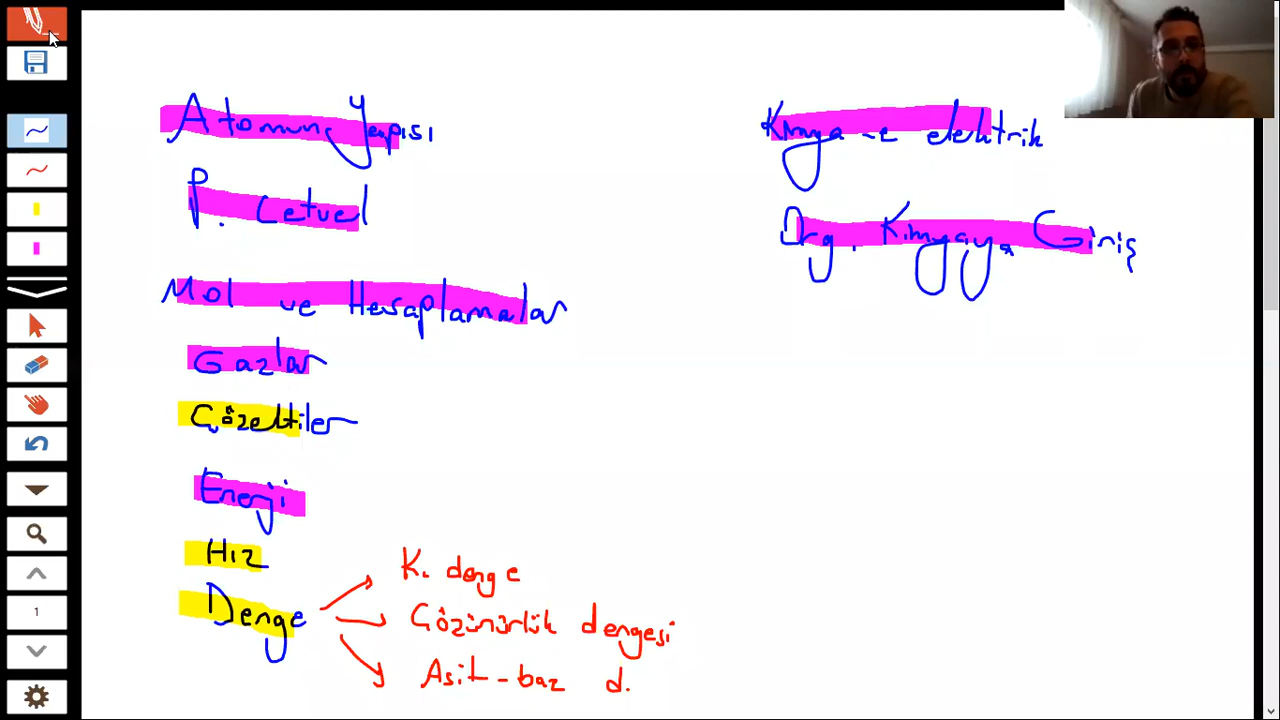 Atomun Yapısı
P. Cetvel
Mol ve Hesaplamalar
Gazlar
Çözeltiler
Enerji
Hız
Denge
K. denge
Çözünürlük dengesi
Asit-baz d.
Kimya ve elektrik
Org. Kimyaya Giriş
1